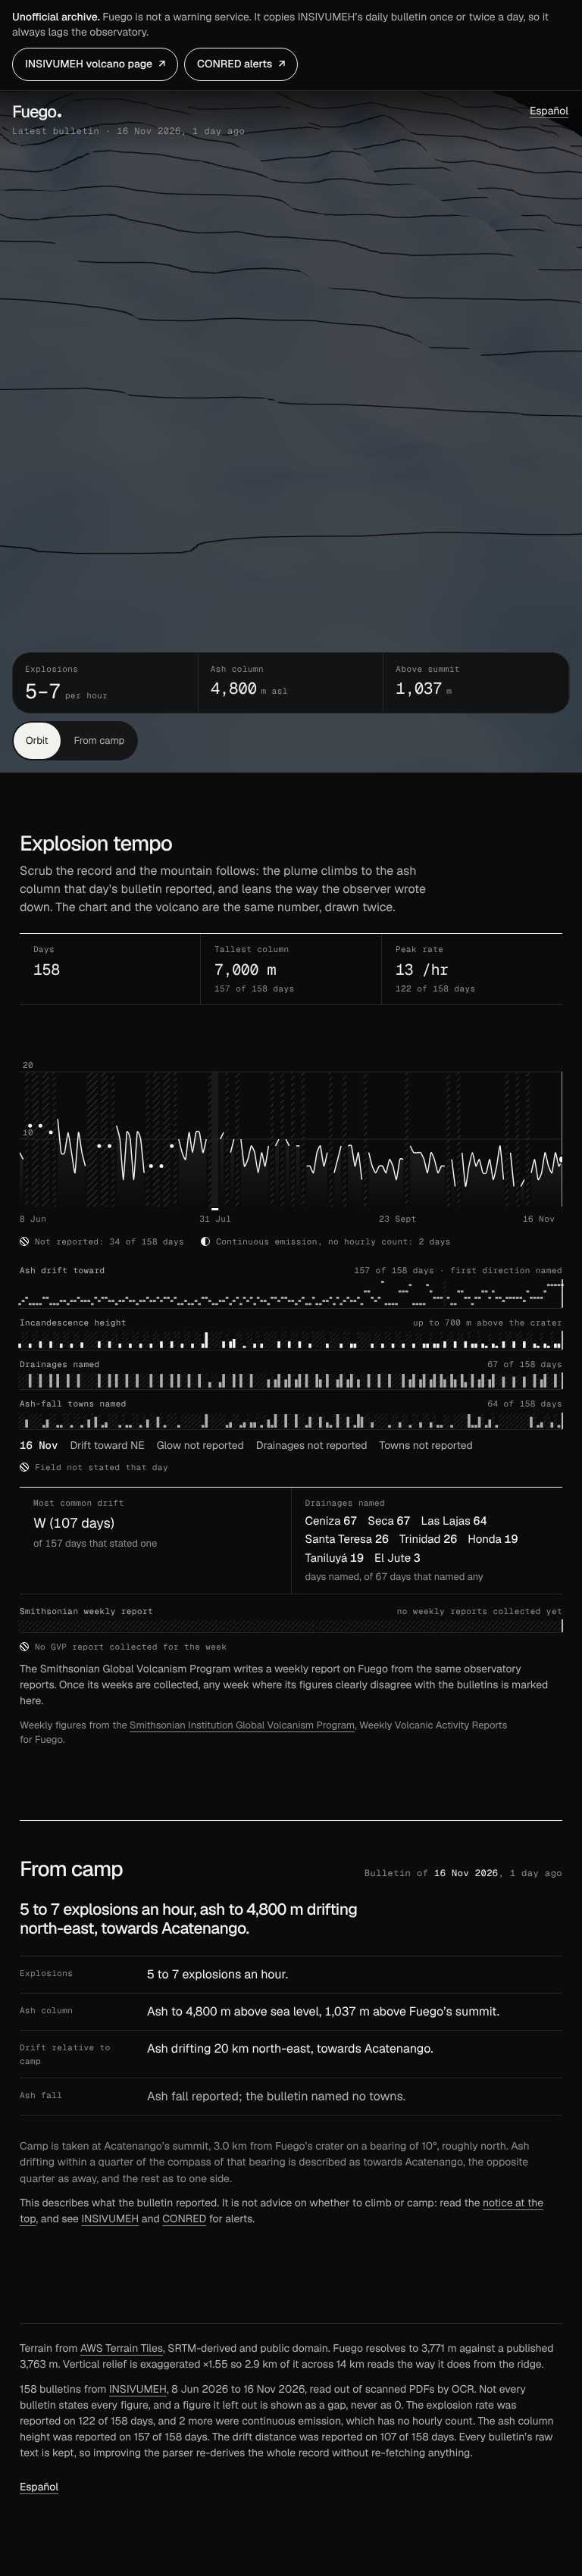 Unofficial archive. Fuego is not a warning service. It copies INSIVUMEH's daily bulletin once or twice a day, so it
always lags the observatory.
INSIVUMEH volcano page ↗ CONRED alerts ↗
Fuego. Español
Latest bulletin · 16 Nov 2026, 1 day ago
Explosions Ash column Above summit
5–7 per hour 4,800 m asl 1,037 m
Orbit From camp
Explosion tempo
Scrub the record and the mountain follows: the plume climbs to the ash
column that day's bulletin reported, and leans the way the observer wrote
down. The chart and the volcano are the same number, drawn twice.
Days Tallest column Peak rate
158 7,000 m 13 /hr
157 of 158 days 122 of 158 days
20
10
8 Jun 31 Jul 23 Sept 16 Nov
Not reported: 34 of 158 days Continuous emission, no hourly count: 2 days
Ash drift toward 157 of 158 days · first direction named
Incandescence height up to 700 m above the crater
Drainages named 67 of 158 days
Ash-fall towns named 64 of 158 days
16 Nov Drift toward NE Glow not reported Drainages not reported Towns not reported
Field not stated that day
Most common drift Drainages named
W (107 days) Ceniza 67 Seca 67 Las Lajas 64
of 157 days that stated one Santa Teresa 26 Trinidad 26 Honda 19
Taniluyá 19 El Jute 3
days named, of 67 days that named any
Smithsonian weekly report no weekly reports collected yet
No GVP report collected for the week
The Smithsonian Global Volcanism Program writes a weekly report on Fuego from the same observatory
reports. Once its weeks are collected, any week where its figures clearly disagree with the bulletins is marked
here.
Weekly figures from the Smithsonian Institution Global Volcanism Program, Weekly Volcanic Activity Reports
for Fuego.
From camp Bulletin of 16 Nov 2026, 1 day ago
5 to 7 explosions an hour, ash to 4,800 m drifting
north-east, towards Acatenango.
Explosions 5 to 7 explosions an hour.
Ash column Ash to 4,800 m above sea level, 1,037 m above Fuego's summit.
Drift relative to Ash drifting 20 km north-east, towards Acatenango.
camp
Ash fall Ash fall reported; the bulletin named no towns.
Camp is taken at Acatenango's summit, 3.0 km from Fuego's crater on a bearing of 10°, roughly north. Ash
drifting within a quarter of the compass of that bearing is described as towards Acatenango, the opposite
quarter as away, and the rest as to one side.
This describes what the bulletin reported. It is not advice on whether to climb or camp: read the notice at the
top, and see INSIVUMEH and CONRED for alerts.
Terrain from AWS Terrain Tiles, SRTM-derived and public domain. Fuego resolves to 3,771 m against a published
3,763 m. Vertical relief is exaggerated ×1.55 so 2.9 km of it across 14 km reads the way it does from the ridge.
158 bulletins from INSIVUMEH, 8 Jun 2026 to 16 Nov 2026, read out of scanned PDFs by OCR. Not every
bulletin states every figure, and a figure it left out is shown as a gap, never as 0. The explosion rate was
reported on 122 of 158 days, and 2 more were continuous emission, which has no hourly count. The ash column
height was reported on 157 of 158 days. The drift distance was reported on 107 of 158 days. Every bulletin's raw
text is kept, so improving the parser re-derives the whole record without re-fetching anything.
Español